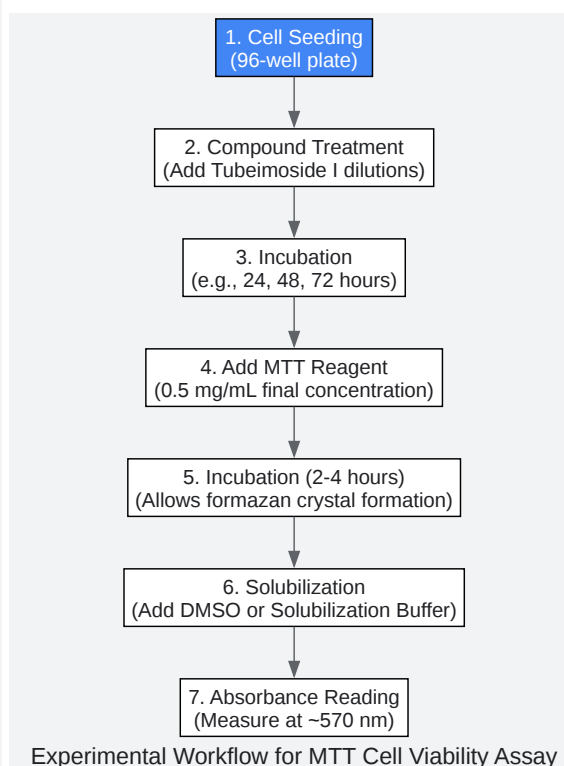 1. Cell Seeding
(96-well plate)
2. Compound Treatment
(Add Tubeimoside I dilutions)
3. Incubation
(e.g., 24, 48, 72 hours)
4. Add MTT Reagent
(0.5 mg/mL final concentration)
5. Incubation (2-4 hours)
(Allows formazan crystal formation)
6. Solubilization
(Add DMSO or Solubilization Buffer)
7. Absorbance Reading
(Measure at ~570 nm)
Experimental Workflow for MTT Cell Viability Assay